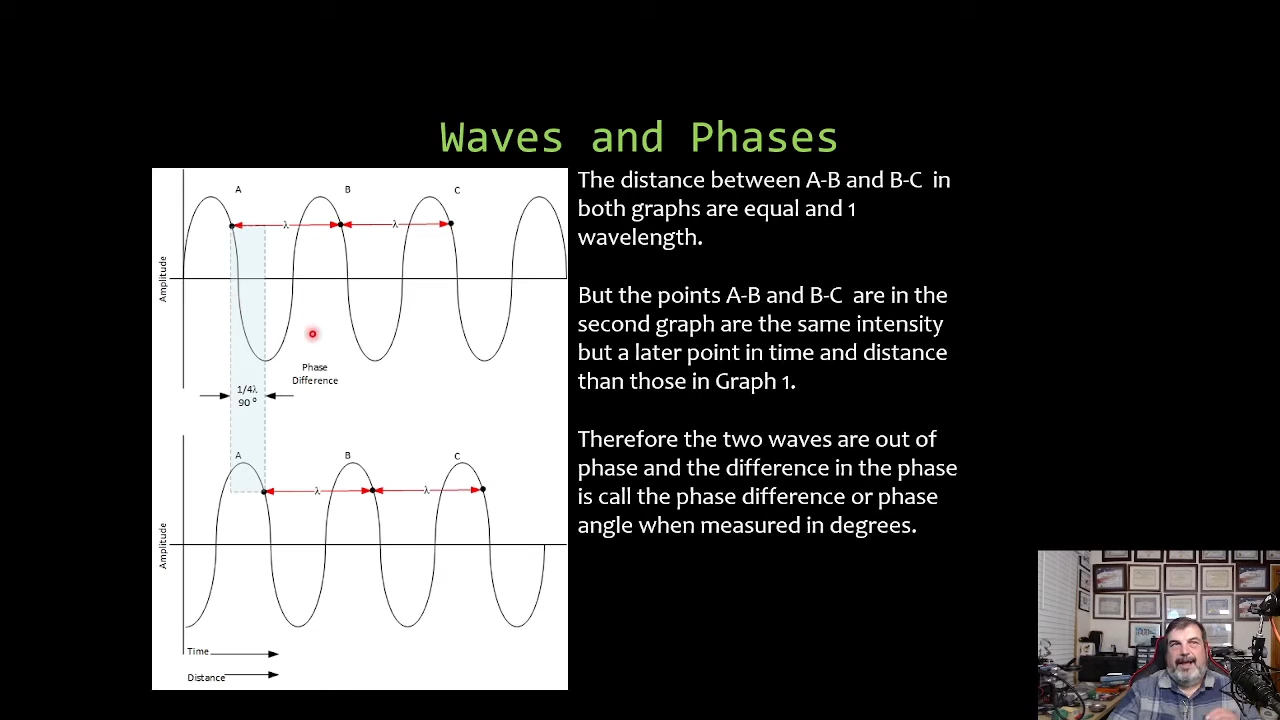 Waves and Phases
A B C
λ λ
Amplitude
Phase
Difference
1/4λ
90 °
A B C
λ λ
Amplitude
Time
Distance
The distance between A-B and B-C in
both graphs are equal and 1
wavelength.
But the points A-B and B-C are in the
second graph are the same intensity
but a later point in time and distance
than those in Graph 1.
Therefore the two waves are out of
phase and the difference in the phase
is call the phase difference or phase
angle when measured in degrees.